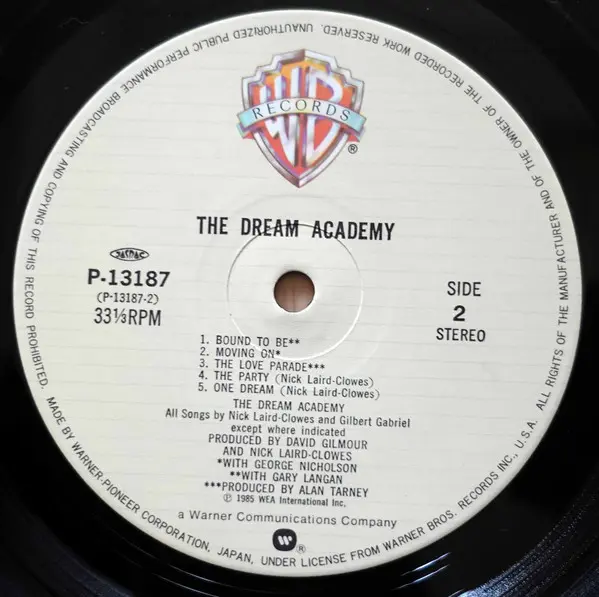 WB
RECORDS
®
THE DREAM ACADEMY
JASRAC
P-13187
(P-13187-2)
33⅓RPM
SIDE
2
STEREO
1. BOUND TO BE**
2. MOVING ON*
3. THE LOVE PARADE***
4. THE PARTY (Nick Laird-Clowes)
5. ONE DREAM (Nick Laird-Clowes)
THE DREAM ACADEMY
All Songs by Nick Laird-Clowes and Gilbert Gabriel
except where indicated
PRODUCED BY DAVID GILMOUR
AND NICK LAIRD-CLOWES
*WITH GEORGE NICHOLSON
**WITH GARY LANGAN
***PRODUCED BY ALAN TARNEY
℗ 1985 WEA International Inc.
a Warner Communications Company
®
MADE BY WARNER-PIONEER CORPORATION, JAPAN, UNDER LICENSE FROM WARNER BROS. RECORDS INC., U.S.A. ALL RIGHTS OF THE MANUFACTURER AND OF THE OWNER OF THE RECORDED WORK RESERVED. UNAUTHORIZED PUBLIC PERFORMANCE BROADCASTING AND COPYING OF THIS RECORD PROHIBITED.